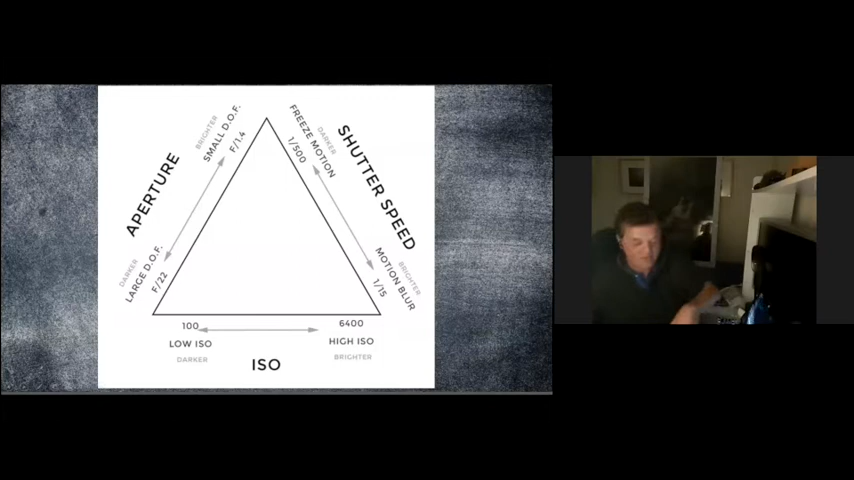 APERTURE
BRIGHTER
SMALL D.O.F.
F/1.4
DARKER
LARGE D.O.F.
F/22
SHUTTER SPEED
DARKER
FREEZE MOTION
1/500
BRIGHTER
MOTION BLUR
1/15
100
LOW ISO
DARKER
6400
HIGH ISO
BRIGHTER
ISO